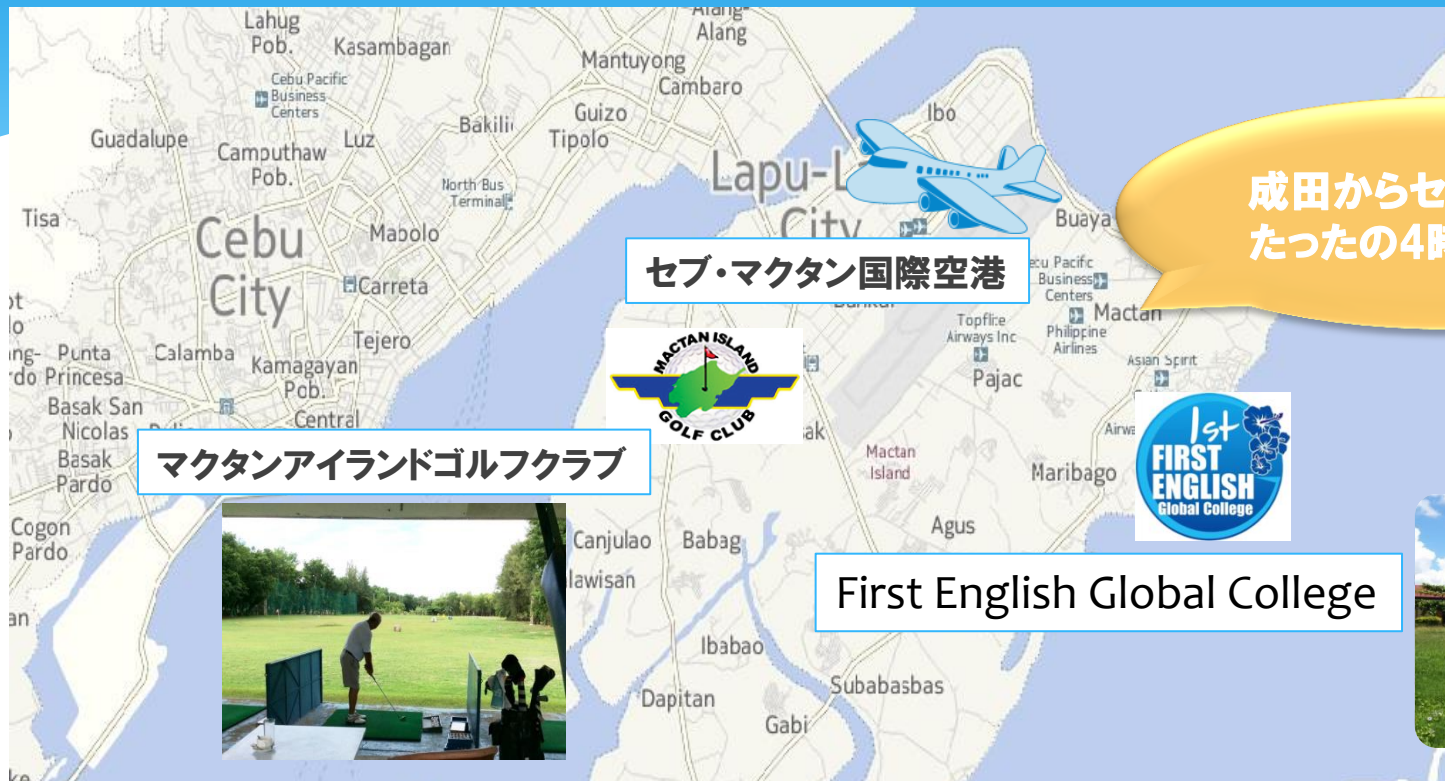 Alang-
Alang
Lahug
Pob.
Kasambagan
Mantuyong
Cambaro
Cebu Pacific
Business
Centers
Guizo
Tipolo
Bakili
Ibo
Guadalupe
Camputhaw
Pob.
Luz
North Bus
Terminal
Lapu-L
City
Tisa
Cebu
City
Mabolo
Buaya
成田からセ
たったの4時
セブ・マクタン国際空港
cu Pacific
Business
Centers
Carreta
Mactan
Topflite
Airways Inc
Philippine
Airlines
Asian Spirit
Punta
Princesa
Calamba
Tejero
Kamagayan
Pob.
Pajac
MACTAN ISLAND
GOLF CLUB
Basak San
Nicolas
Central
1st
FIRST
ENGLISH
Global College
Airwa
マクタンアイランドゴルフクラブ
Basak
Pardo
Mactan
Island
Maribago
Cogon
Pardo
Canjulao
Babag
lawisan
Agus
First English Global College
Ibabao
Dapitan
Gabi
Subabasbas